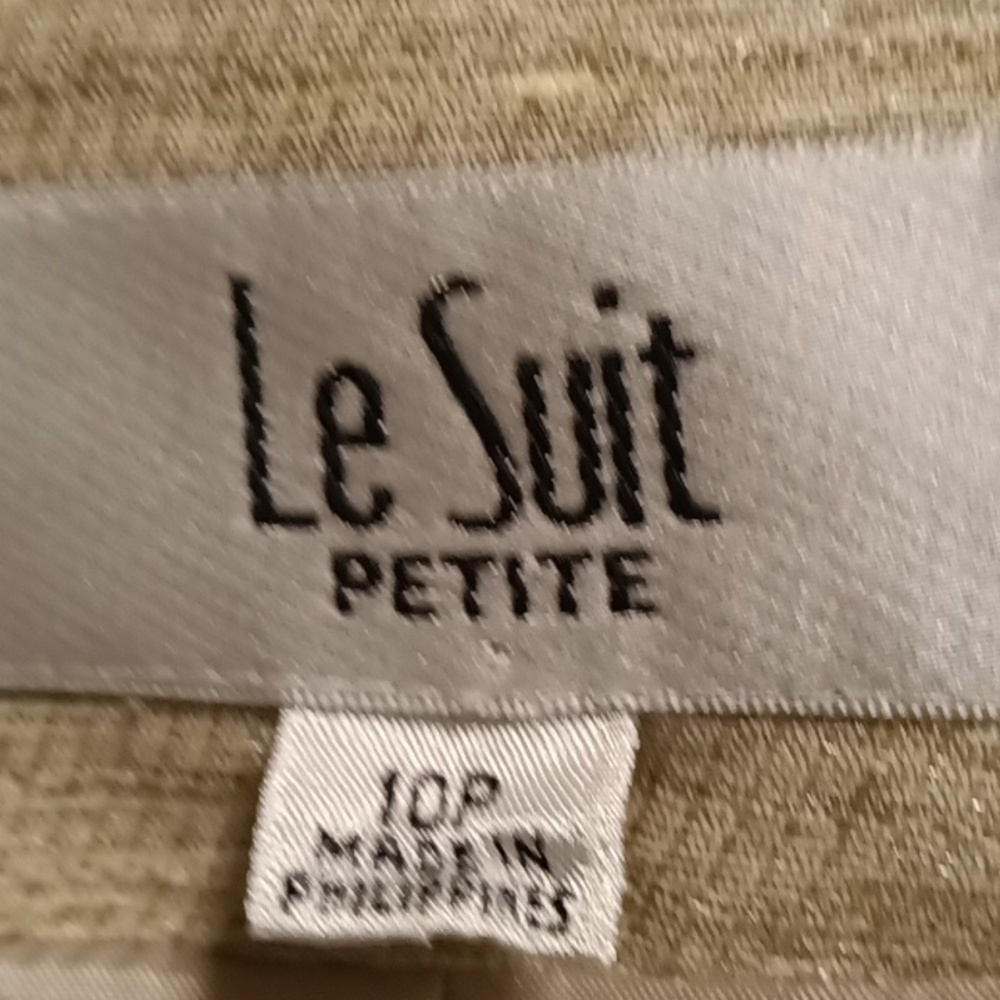 Le Suit
PETITE
10P
MADE IN
PHILIPPINES